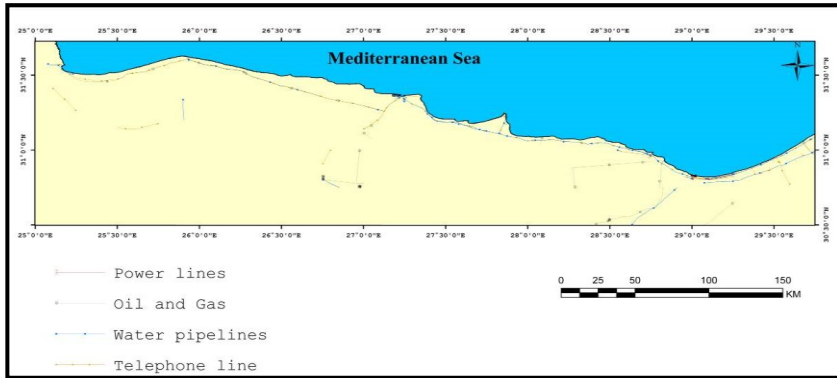 25°0'0"E 25°30'0"E 26°0'0"E 26°30'0"E 27°0'0"E 27°30'0"E 28°0'0"E 28°30'0"E 29°0'0"E 29°30'0"E
Mediterranean Sea
N
31°30'0"N 31°30'0"N
31°0'0"N 31°0'0"N
30°30'0"N
25°0'0"E 25°30'0"E 26°0'0"E 26°30'0"E 27°0'0"E 27°30'0"E 28°0'0"E 28°30'0"E 29°0'0"E 29°30'0"E
Power lines
Oil and Gas
Water pipelines
Telephone line
0 25 50 100 150
KM